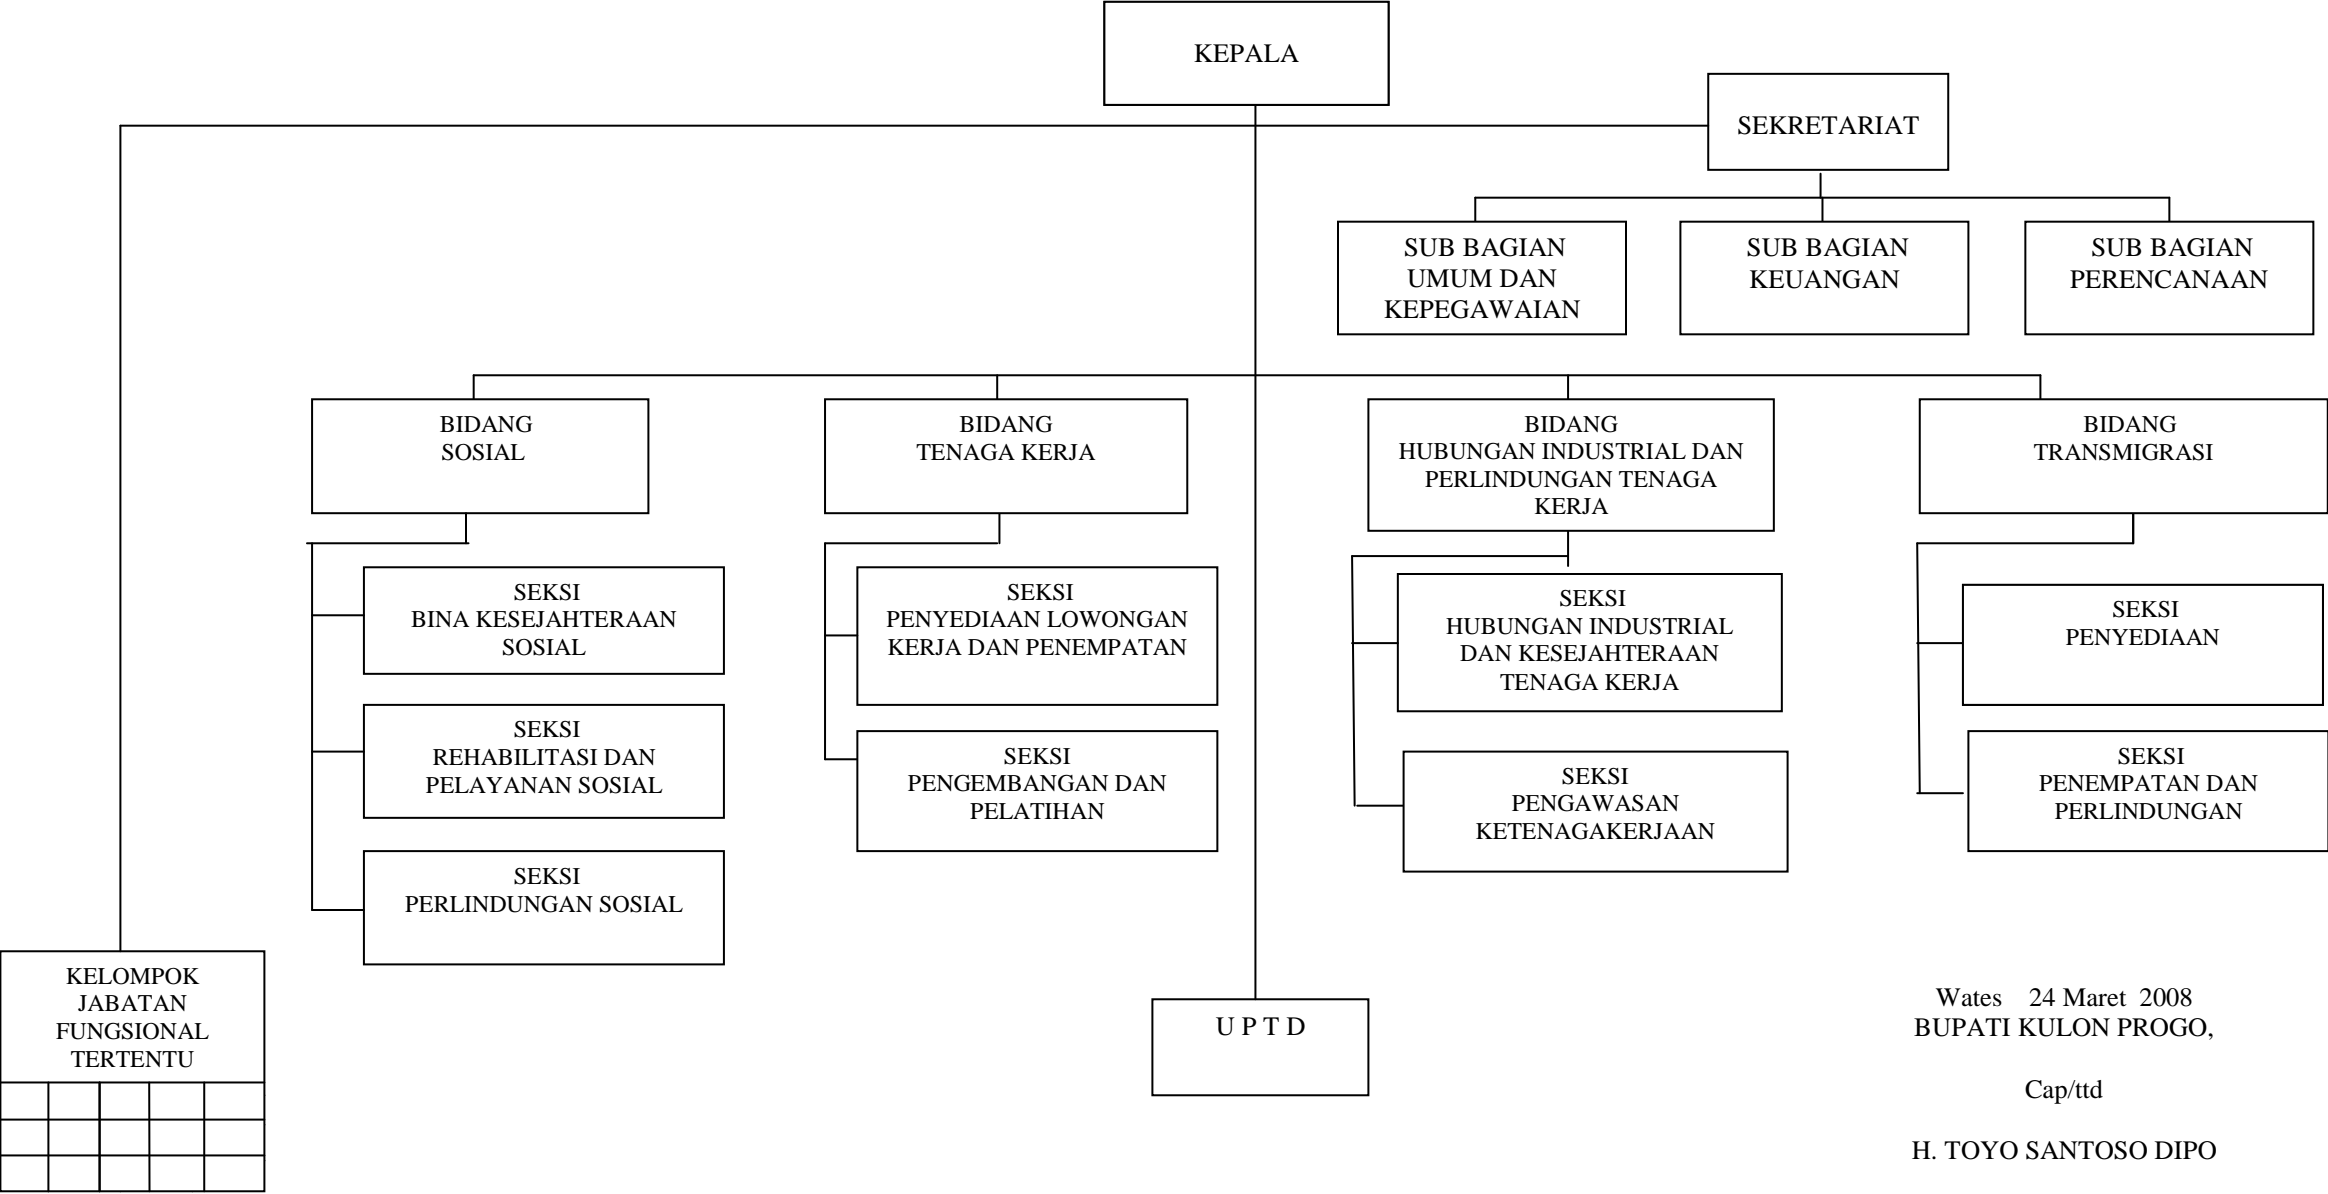 KEPALA
SEKRETARIAT
SUB BAGIAN
UMUM DAN
KEPEGAWAIAN
SUB BAGIAN
KEUANGAN
SUB BAGIAN
PERENCANAAN
BIDANG
SOSIAL
BIDANG
TENAGA KERJA
BIDANG
HUBUNGAN INDUSTRIAL DAN
PERLINDUNGAN TENAGA
KERJA
BIDANG
TRANSMIGRASI
SEKSI
BINA KESEJAHTERAAN
SOSIAL
SEKSI
REHABILITASI DAN
PELAYANAN SOSIAL
SEKSI
PERLINDUNGAN SOSIAL
SEKSI
PENYEDIAAN LOWONGAN
KERJA DAN PENEMPATAN
SEKSI
PENGEMBANGAN DAN
PELATIHAN
SEKSI
HUBUNGAN INDUSTRIAL
DAN KESEJAHTERAAN
TENAGA KERJA
SEKSI
PENGAWASAN
KETENAGAKERJAAN
SEKSI
PENYEDIAAN
SEKSI
PENEMPATAN DAN
PERLINDUNGAN
KELOMPOK
JABATAN
FUNGSIONAL
TERTENTU
U P T D
Wates 24 Maret 2008
BUPATI KULON PROGO,
Cap/ttd
H. TOYO SANTOSO DIPO